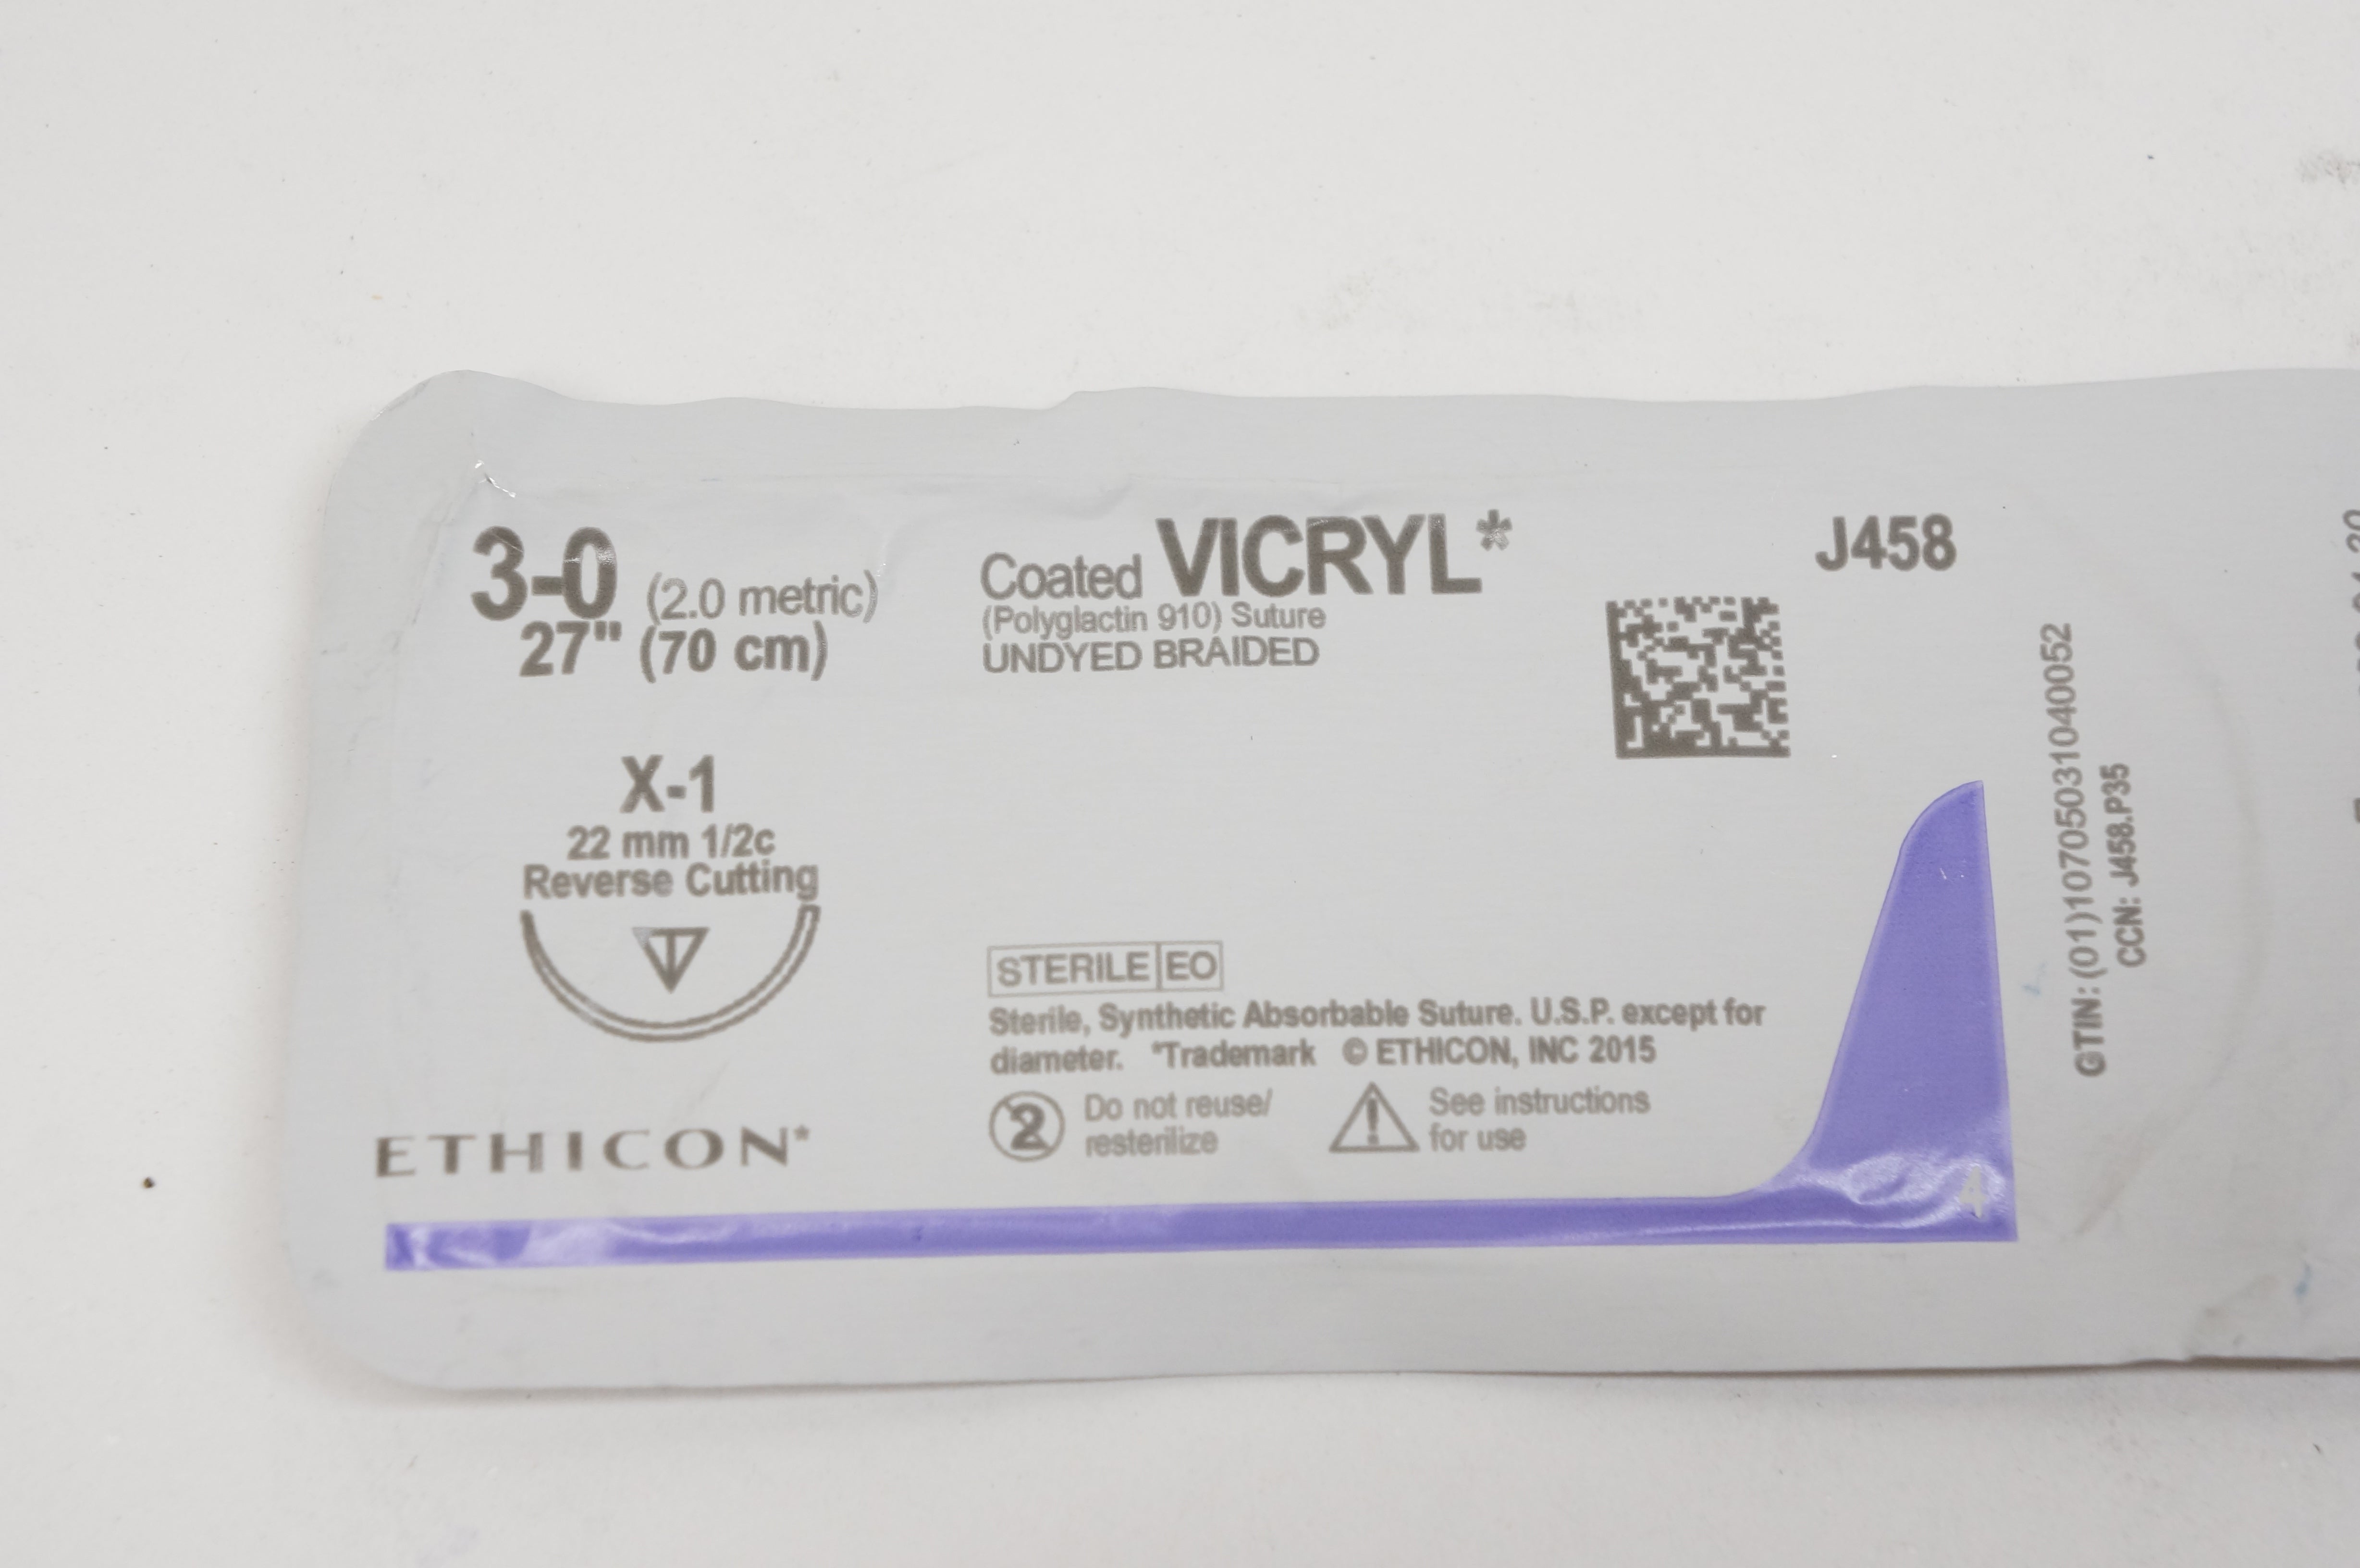 3-0 (2.0 metric)
27" (70 cm)
Coated VICRYL*
(Polyglactin 910) Suture
UNDYED BRAIDED
J458
X-1
22 mm 1/2c
Reverse Cutting
STERILE EO
Sterile, Synthetic Absorbable Suture. U.S.P. except for
diameter. *Trademark © ETHICON, INC 2015
2 Do not reuse/
resterilize
! See instructions
for use
ETHICON*
4
GTIN: (01)10705031040052
CCN: J458.P35